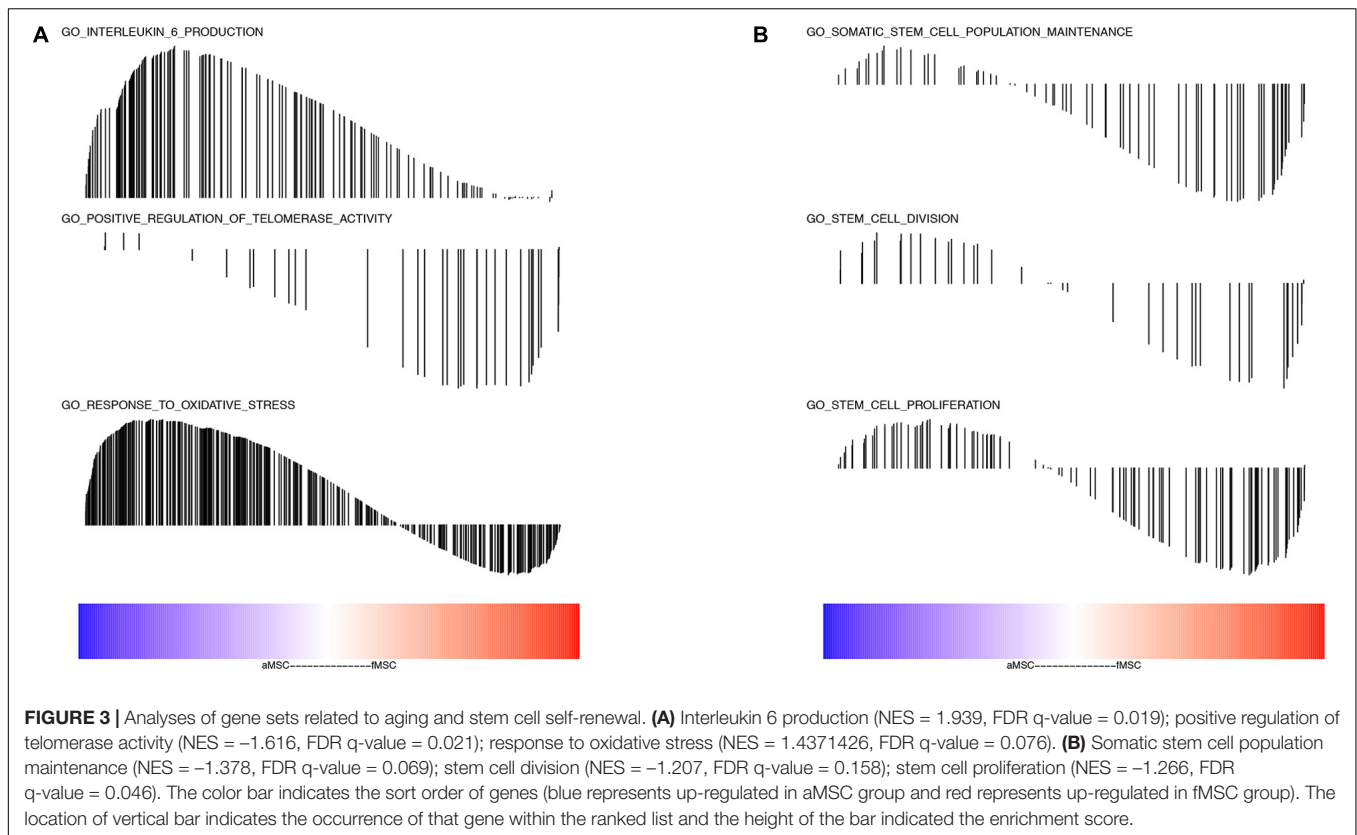 A
GO_INTERLEUKIN_6_PRODUCTION
GO_POSITIVE_REGULATION_OF_TELOMERASE_ACTIVITY
GO_RESPONSE_TO_OXIDATIVE_STRESS
aMSC---------------fMSC
B
GO_SOMATIC_STEM_CELL_POPULATION_MAINTENANCE
GO_STEM_CELL_DIVISION
GO_STEM_CELL_PROLIFERATION
aMSC---------------fMSC
FIGURE 3 | Analyses of gene sets related to aging and stem cell self-renewal. (A) Interleukin 6 production (NES = 1.939, FDR q-value = 0.019); positive regulation of
telomerase activity (NES = –1.616, FDR q-value = 0.021); response to oxidative stress (NES = 1.4371426, FDR q-value = 0.076). (B) Somatic stem cell population
maintenance (NES = –1.378, FDR q-value = 0.069); stem cell division (NES = –1.207, FDR q-value = 0.158); stem cell proliferation (NES = –1.266, FDR
q-value = 0.046). The color bar indicates the sort order of genes (blue represents up-regulated in aMSC group and red represents up-regulated in fMSC group). The
location of vertical bar indicates the occurrence of that gene within the ranked list and the height of the bar indicated the enrichment score.